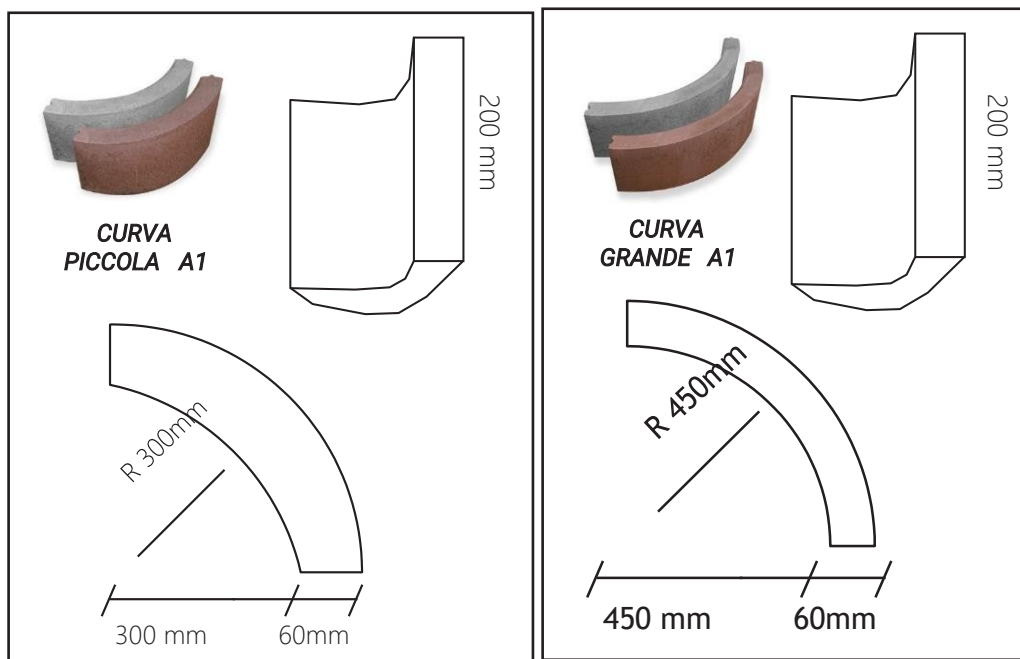 200 mm
CURVA
PICCOLA A1
R 300mm
300 mm
60mm
200 mm
CURVA
GRANDE A1
R 450mm
450 mm
60mm